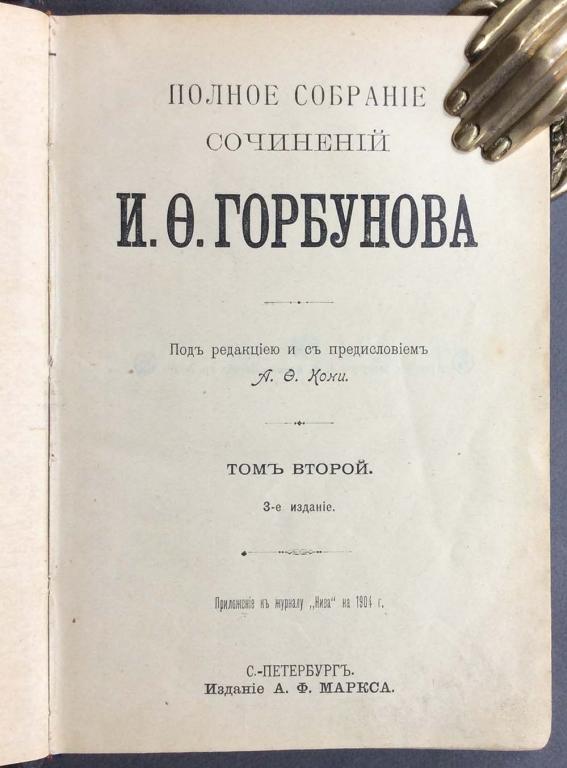 ПОЛНОЕ СОБРАНІЕ
СОЧИНЕНІЙ
И. Ѳ. ГОРБУНОВА
Подъ редакціею и съ предисловіемъ
А. Ѳ. Кони.
ТОМЪ ВТОРОЙ.
3-е изданіе.
Приложеніе къ журналу „Нива“ на 1904 г.
С.-ПЕТЕРБУРГЪ.
Изданіе А. Ф. МАРКСА.